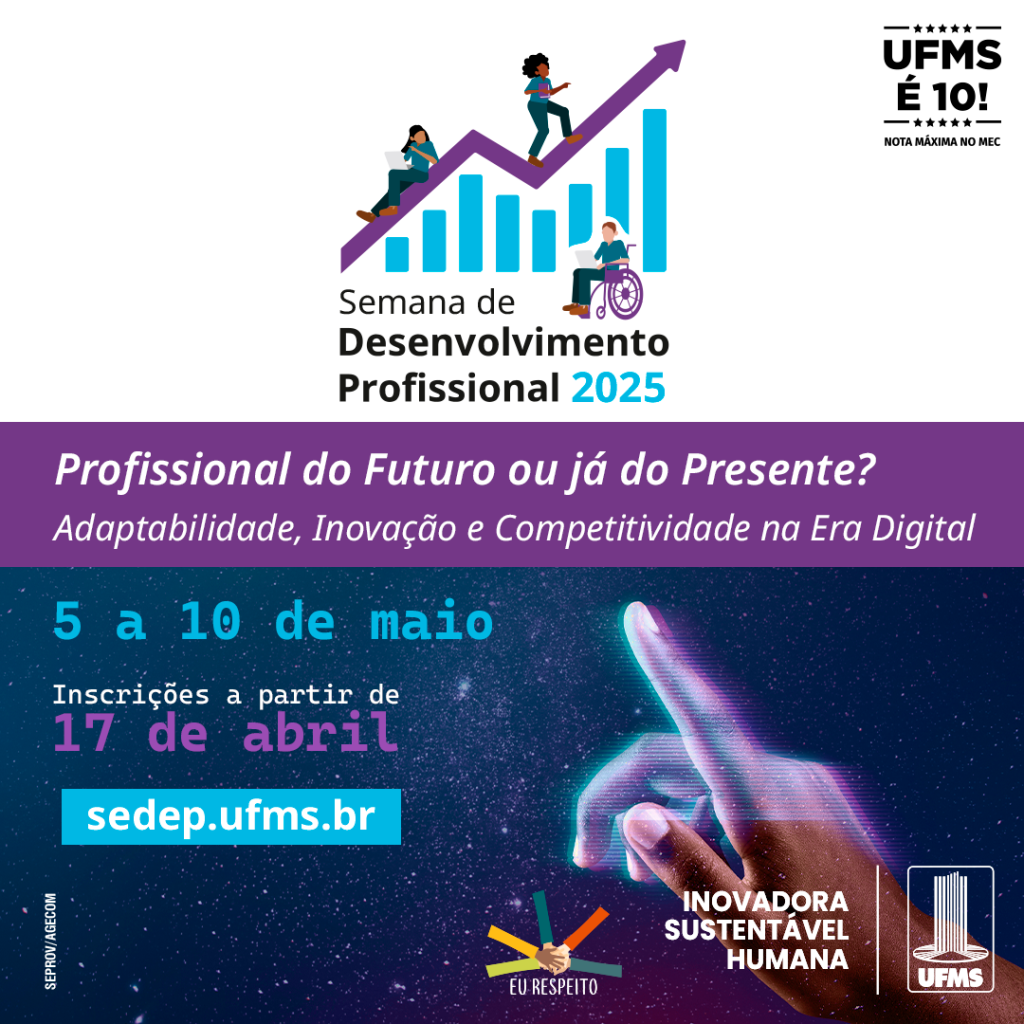 UFMS
É 10!
NOTA MÁXIMA NO MEC
Semana de
Desenvolvimento
Profissional 2025
Profissional do Futuro ou já do Presente?
Adaptabilidade, Inovação e Competitividade na Era Digital
5 a 10 de maio
Inscrições a partir de
17 de abril
sedep.ufms.br
SEPROV/AGECOM
EU RESPEITO
INOVADORA
SUSTENTÁVEL
HUMANA
UFMS